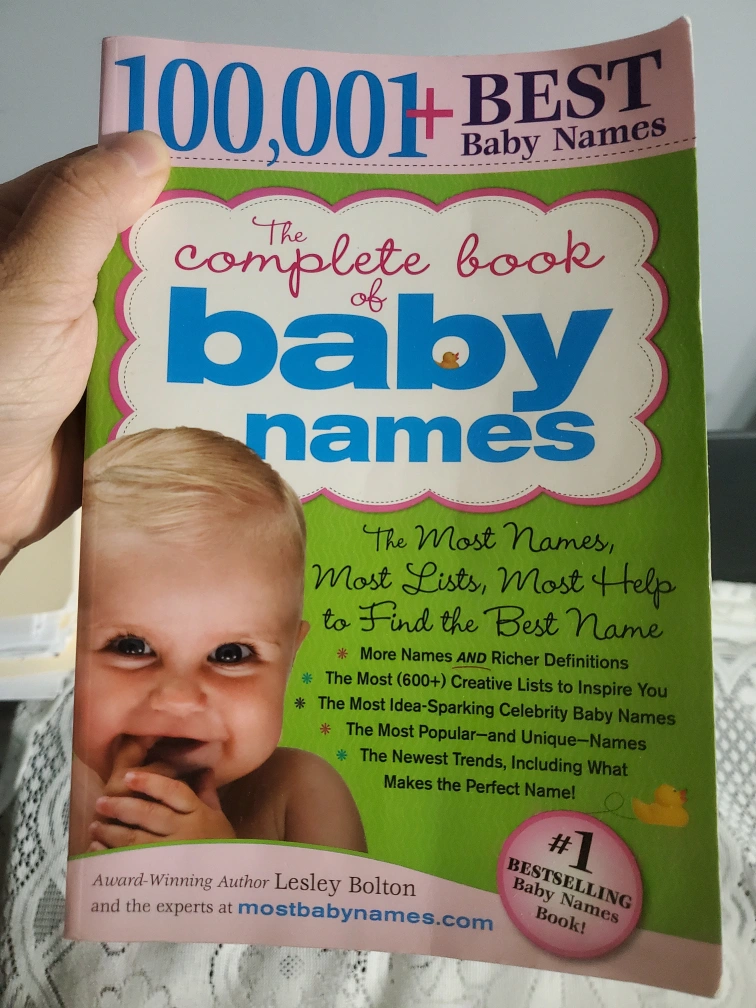 100,001+ BEST
Baby Names
The
complete book
of
baby
names
The Most Names,
Most Lists, Most Help
to Find the Best Name
* More Names AND Richer Definitions
* The Most (600+) Creative Lists to Inspire You
* The Most Idea-Sparking Celebrity Baby Names
* The Most Popular—and Unique—Names
* The Newest Trends, Including What
Makes the Perfect Name!
#1
BESTSELLING
Baby Names
Book!
Award-Winning Author Lesley Bolton
and the experts at mostbabynames.com